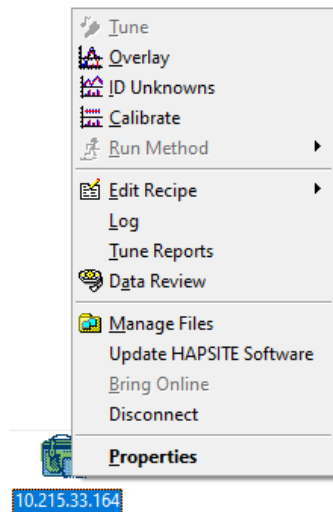 Tune
Overlay
ID Unknowns
Calibrate
Run Method
Edit Recipe
Log
Tune Reports
Data Review
Manage Files
Update HAPSITE Software
Bring Online
Disconnect
Properties
10.215.33.164